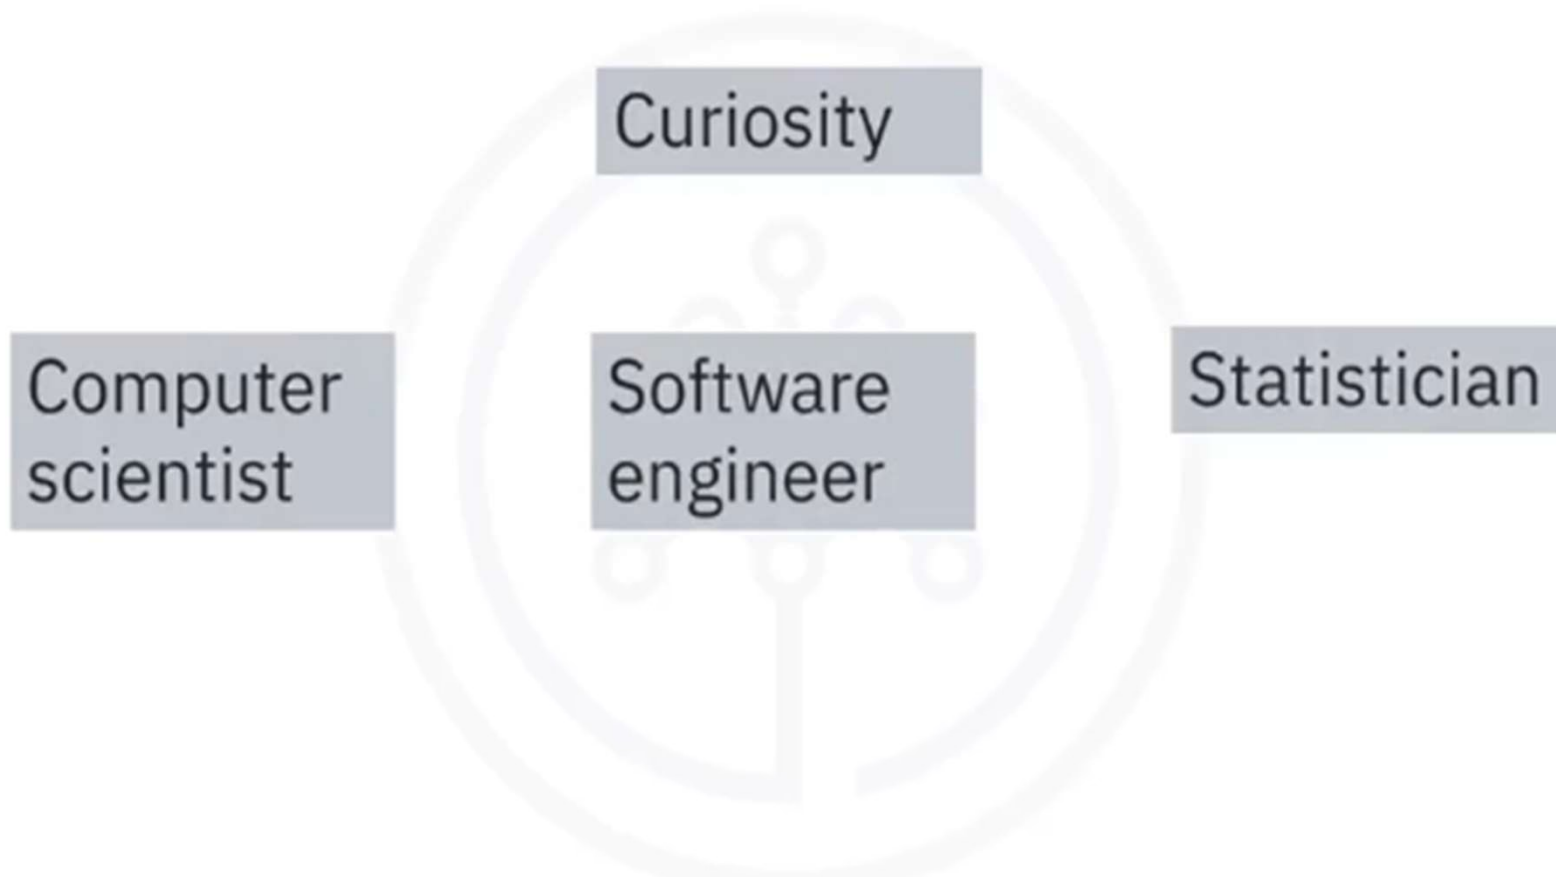 Curiosity
Computer
scientist
Software
engineer
Statistician